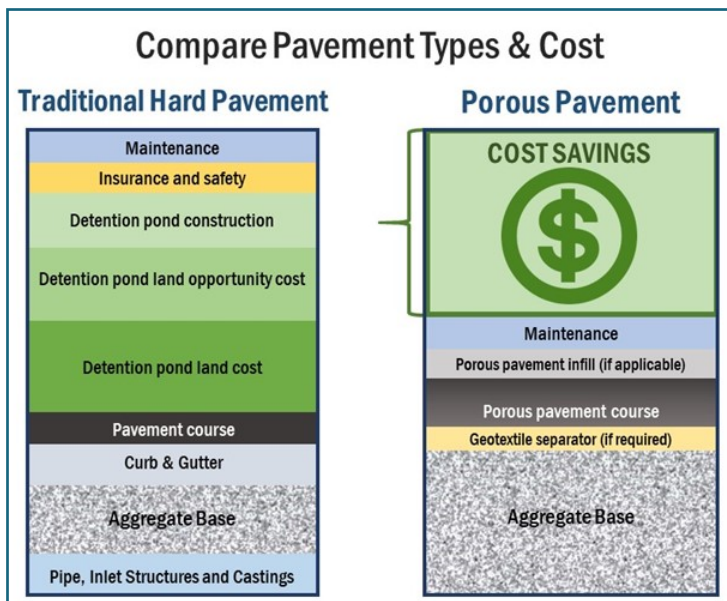 Compare Pavement Types & Cost
Traditional Hard Pavement
Maintenance
Insurance and safety
Detention pond construction
Detention pond land opportunity cost
Detention pond land cost
Pavement course
Curb & Gutter
Aggregate Base
Pipe, Inlet Structures and Castings
Porous Pavement
COST SAVINGS
$
Maintenance
Porous pavement infill (if applicable)
Porous pavement course
Geotextile separator (if required)
Aggregate Base